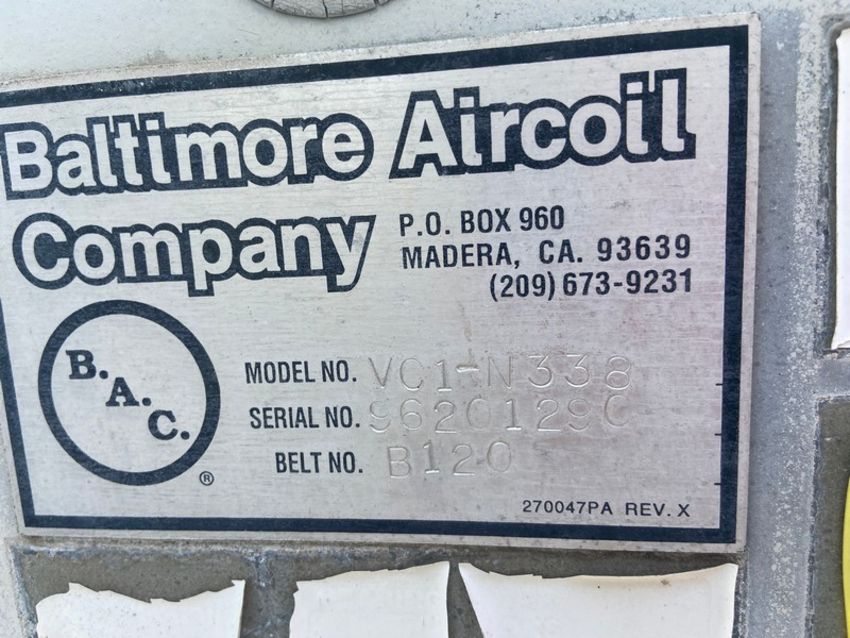 Baltimore Aircoil
Company
P.O. BOX 960
MADERA, CA. 93639
(209) 673-9231
B.A.C.
®
MODEL NO. VC1-N338
SERIAL NO. 9620129C
BELT NO. B120
270047PA REV. X